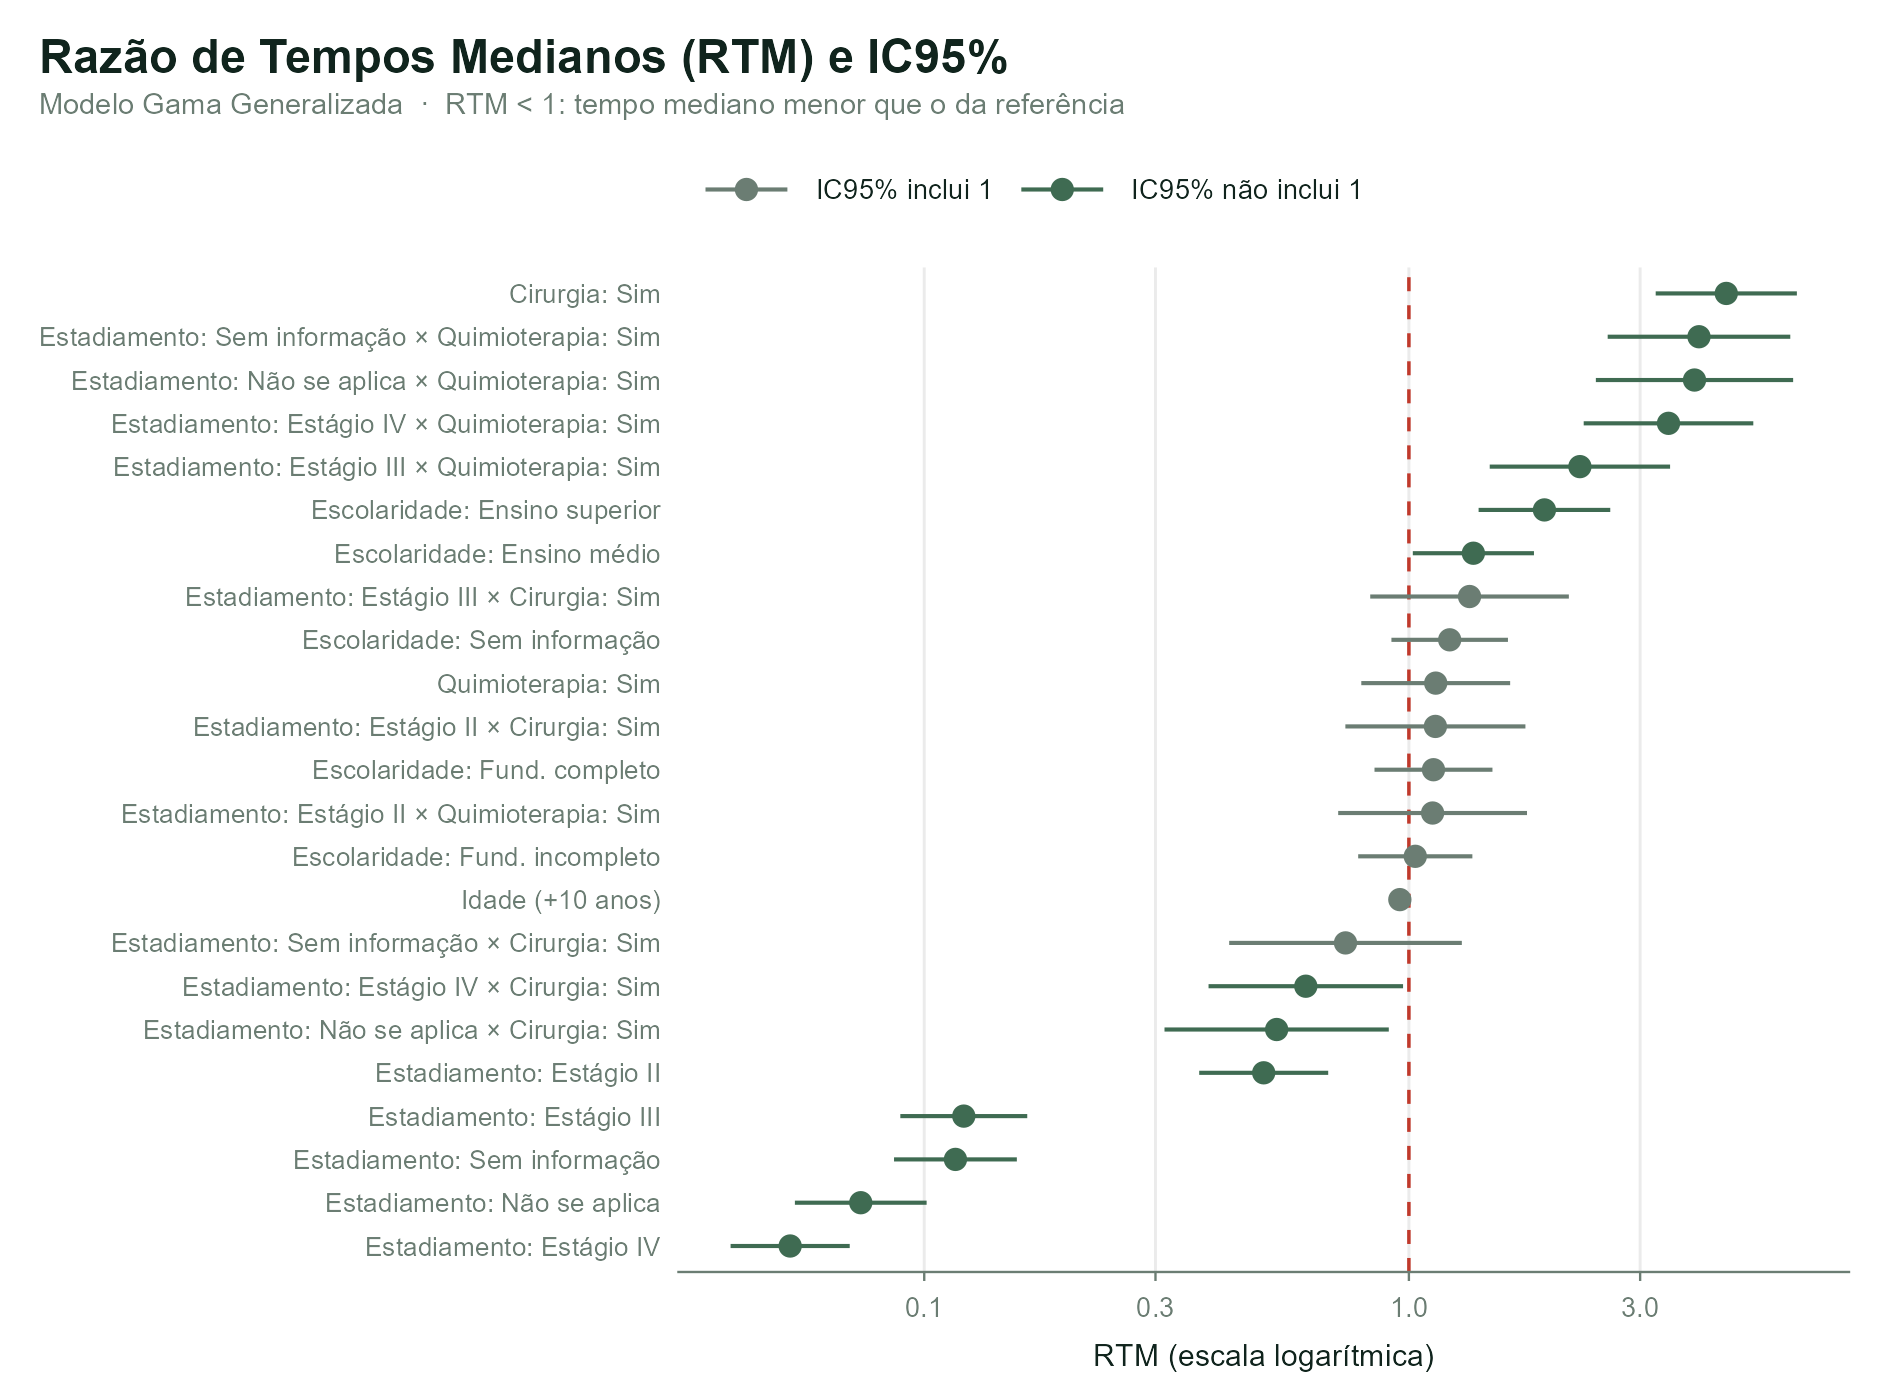 Razão de Tempos Medianos (RTM) e IC95%
Modelo Gama Generalizada · RTM < 1: tempo mediano menor que o da referência
IC95% inclui 1 IC95% não inclui 1
Cirurgia: Sim
Estadiamento: Sem informação × Quimioterapia: Sim
Estadiamento: Não se aplica × Quimioterapia: Sim
Estadiamento: Estágio IV × Quimioterapia: Sim
Estadiamento: Estágio III × Quimioterapia: Sim
Escolaridade: Ensino superior
Escolaridade: Ensino médio
Estadiamento: Estágio III × Cirurgia: Sim
Escolaridade: Sem informação
Quimioterapia: Sim
Estadiamento: Estágio II × Cirurgia: Sim
Escolaridade: Fund. completo
Estadiamento: Estágio II × Quimioterapia: Sim
Escolaridade: Fund. incompleto
Idade (+10 anos)
Estadiamento: Sem informação × Cirurgia: Sim
Estadiamento: Estágio IV × Cirurgia: Sim
Estadiamento: Não se aplica × Cirurgia: Sim
Estadiamento: Estágio II
Estadiamento: Estágio III
Estadiamento: Sem informação
Estadiamento: Não se aplica
Estadiamento: Estágio IV
0.1 0.3 1.0 3.0
RTM (escala logarítmica)